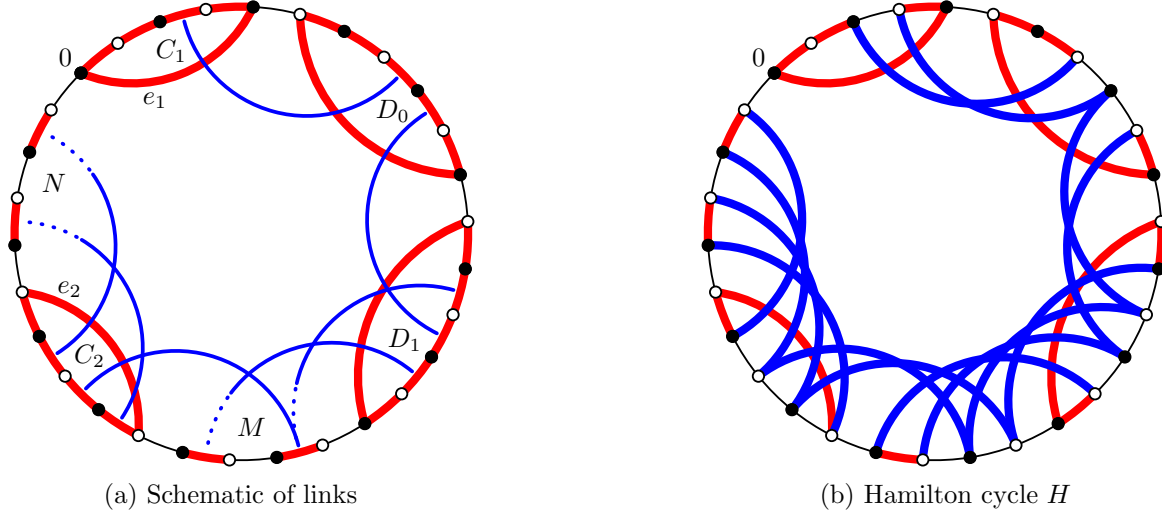 0
C₁
e₁
D₀
N
e₂
C₂
M
D₁
(a) Schematic of links
0
(b) Hamilton cycle H